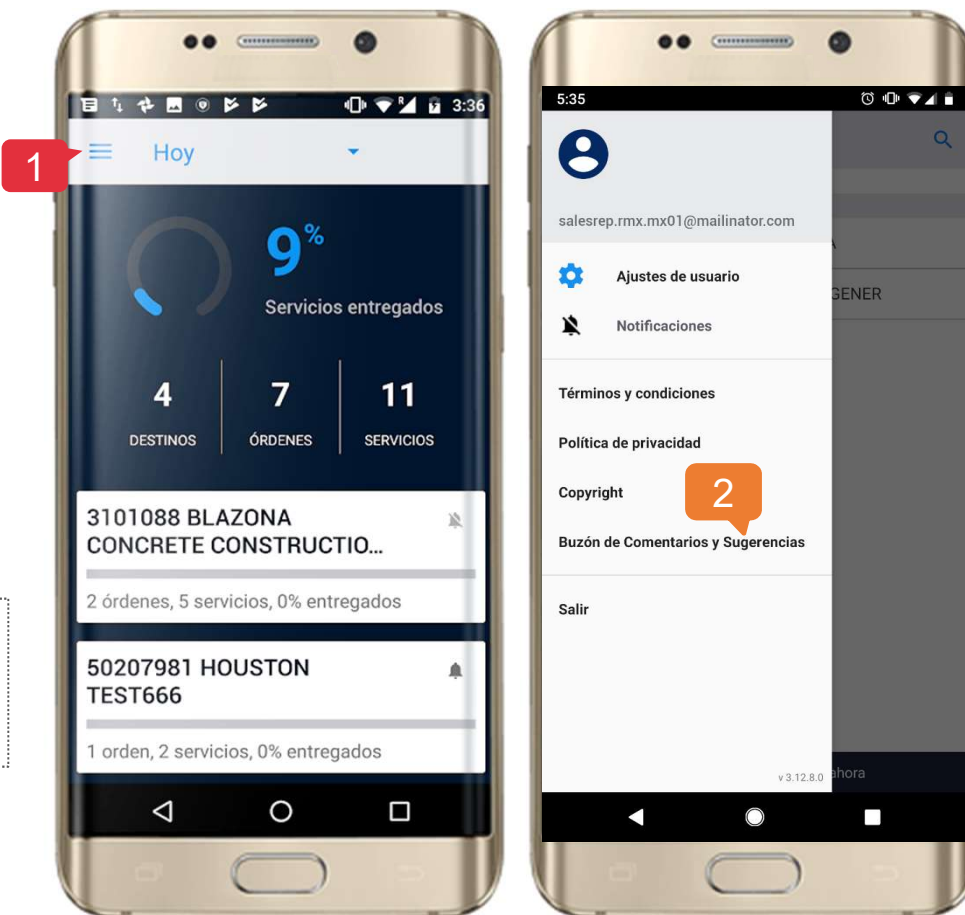 3:36
1
Hoy
9%
Servicios entregados
4
7
11
DESTINOS
ÓRDENES
SERVICIOS
3101088 BLAZONA
CONCRETE CONSTRUCTIO...
2 órdenes, 5 servicios, 0% entregados
50207981 HOUSTON
TEST666
1 orden, 2 servicios, 0% entregados
5:35
salesrep.rmx.mx01@mailinator.com
A
Ajustes de usuario
GENER
Notificaciones
Términos y condiciones
Política de privacidad
Copyright
2
Buzón de Comentarios y Sugerencias
Salir
v 3.12.8.0
ahora